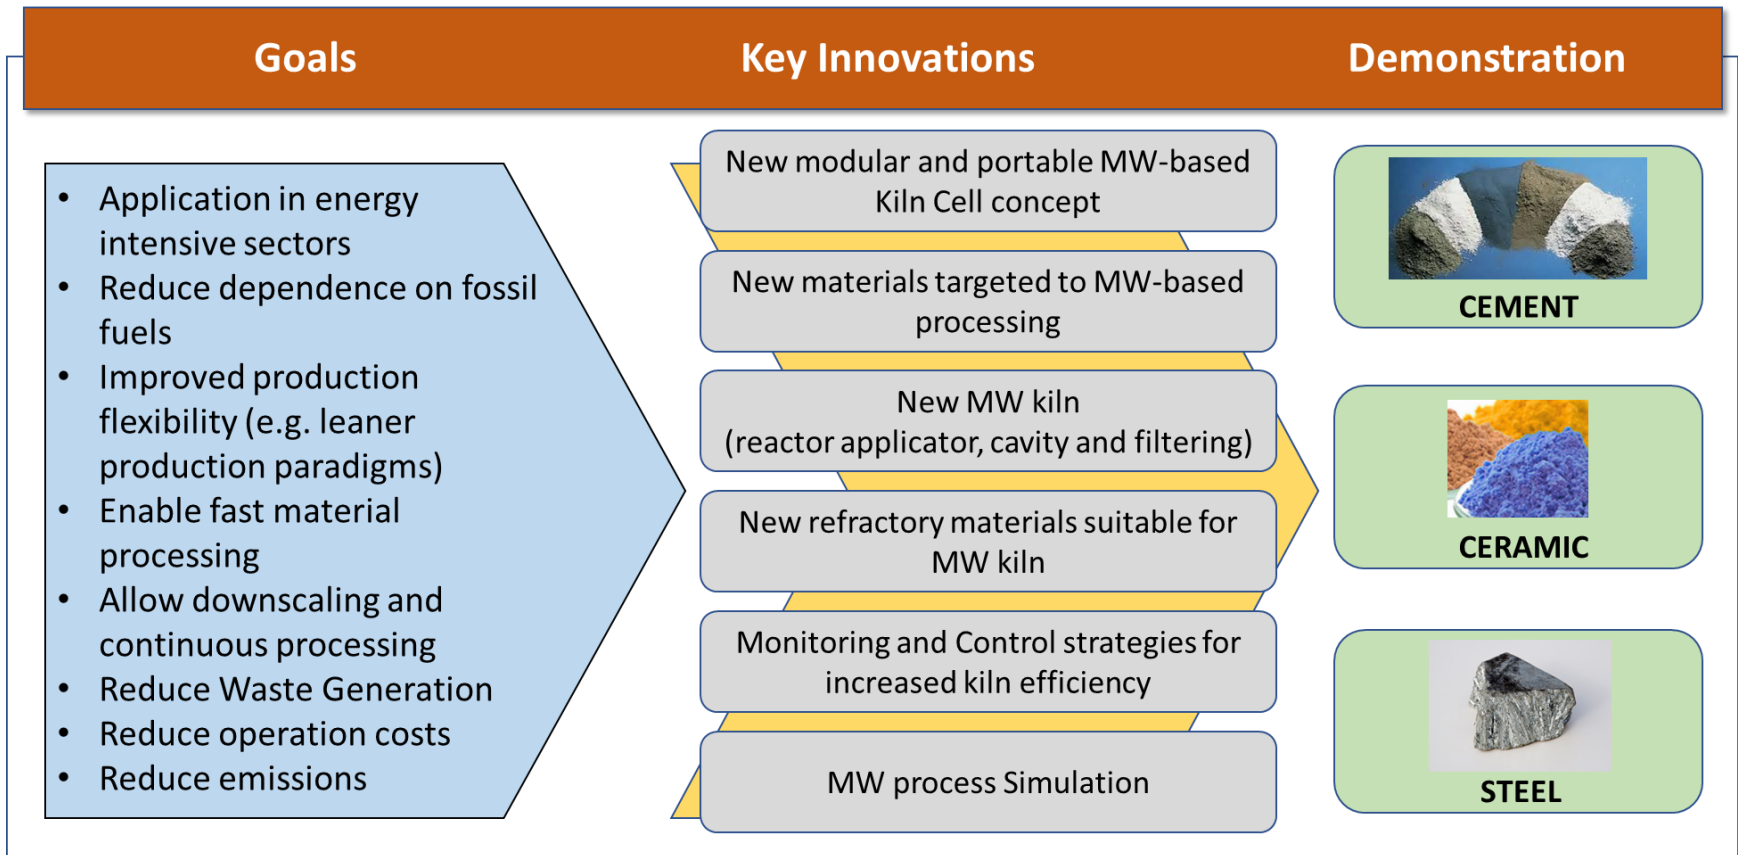 Goals
Key Innovations
Demonstration
• Application in energy
intensive sectors
• Reduce dependence on fossil
fuels
• Improved production
flexibility (e.g. leaner
production paradigms)
• Enable fast material
processing
• Allow downscaling and
continuous processing
• Reduce Waste Generation
• Reduce operation costs
• Reduce emissions
New modular and portable MW-based
Kiln Cell concept
New materials targeted to MW-based
processing
New MW kiln
(reactor applicator, cavity and filtering)
New refractory materials suitable for
MW kiln
Monitoring and Control strategies for
increased kiln efficiency
MW process Simulation
CEMENT
CERAMIC
STEEL